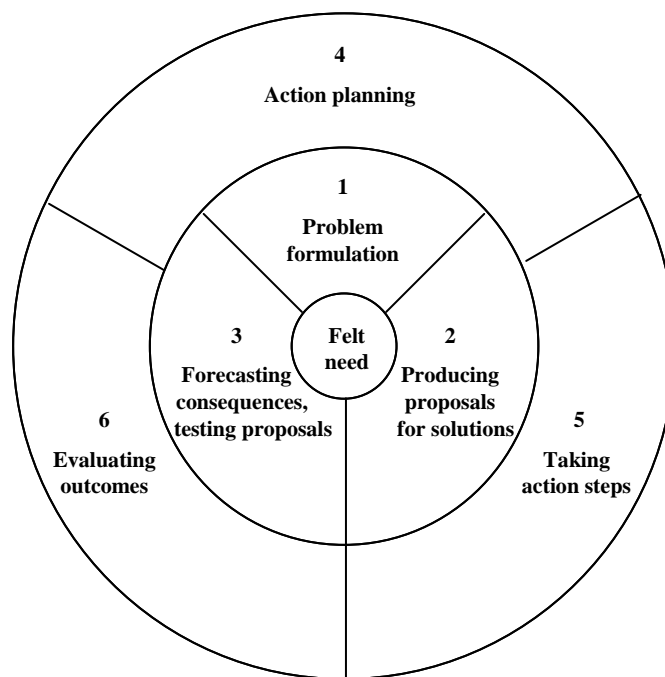 4
Action planning
1
Problem
formulation
Felt
need
2
Producing
proposals
for solutions
3
Forecasting
consequences,
testing proposals
5
Taking
action steps
6
Evaluating
outcomes